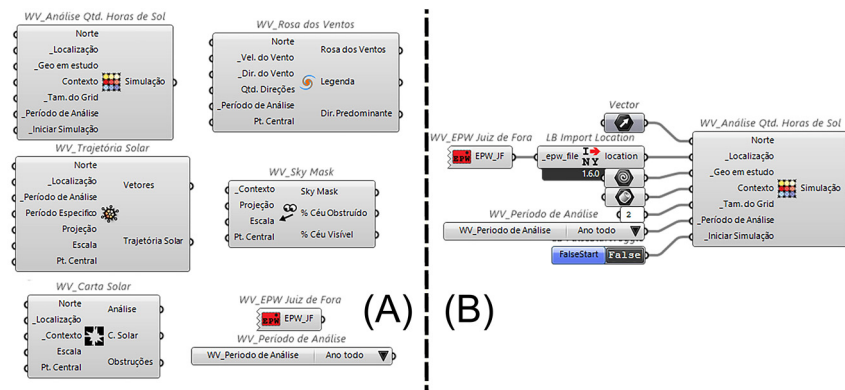 WV_Análise Qtd. Horas de Sol
Norte
_Localização
_Geo em estudo
Contexto
_Tam. do Grid
_Período de Análise
_Iniciar Simulação
Simulação
WV_Rosa dos Ventos
Norte
_Vel. do Vento
_Dir. do Vento
Qtd. Direções
_Período de Análise
Pt. Central
Rosa dos Ventos
Legenda
Dir. Predominante
WV_Trajetória Solar
Norte
_Localização
_Período de Análise
Período Específico
Projeção
Escala
Pt. Central
Vetores
Trajetória Solar
WV_Sky Mask
_Contexto
Projeção
Escala
Pt. Central
Sky Mask
% Céu Obstruído
% Céu Visível
WV_Carta Solar
Norte
_Localização
_Contexto
Escala
Pt. Central
Análise
C. Solar
Obstruções
WV_EPW Juiz de Fora
EPW EPW_JF
WV_Período de Análise
WV_Período de Análise Ano todo
(A)
(B)
Vector
WV_EPW Juiz de Fora
EPW EPW_JF
LB Import Location
_epw_file I NY location
1.6.0
2
WV_Período de Análise
WV_Período de Análise Ano todo
FalseStart False
WV_Análise Qtd. Horas de Sol
Norte
_Localização
_Geo em estudo
Contexto
_Tam. do Grid
_Período de Análise
_Iniciar Simulação
Simulação